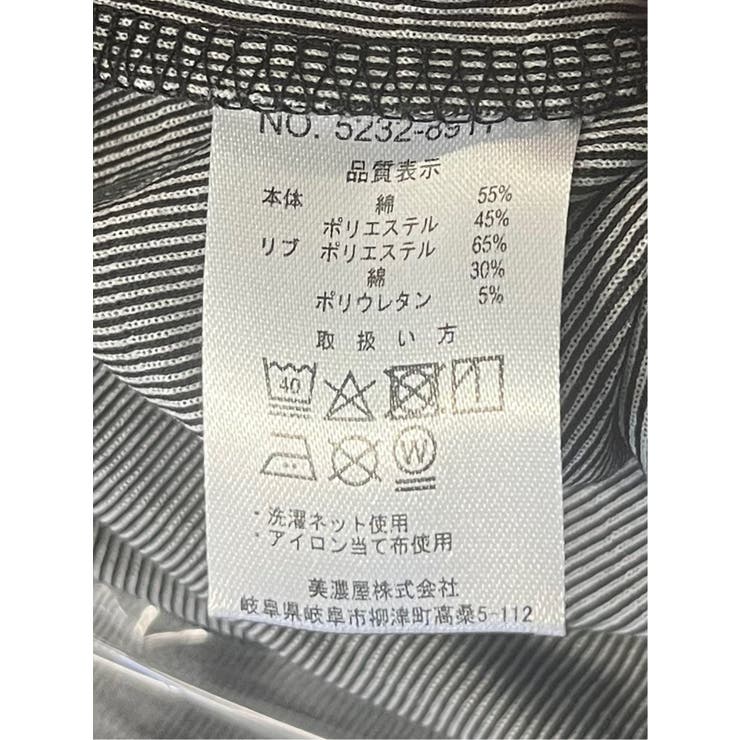 NO. 5232-8911
品質表示
本体 綿 55%
ポリエステル 45%
リブ ポリエステル 65%
綿 30%
ポリウレタン 5%
取扱い方
40
W
・洗濯ネット使用
・アイロン当て布使用
美濃屋株式会社
岐阜県岐阜市柳津町高桑5-112